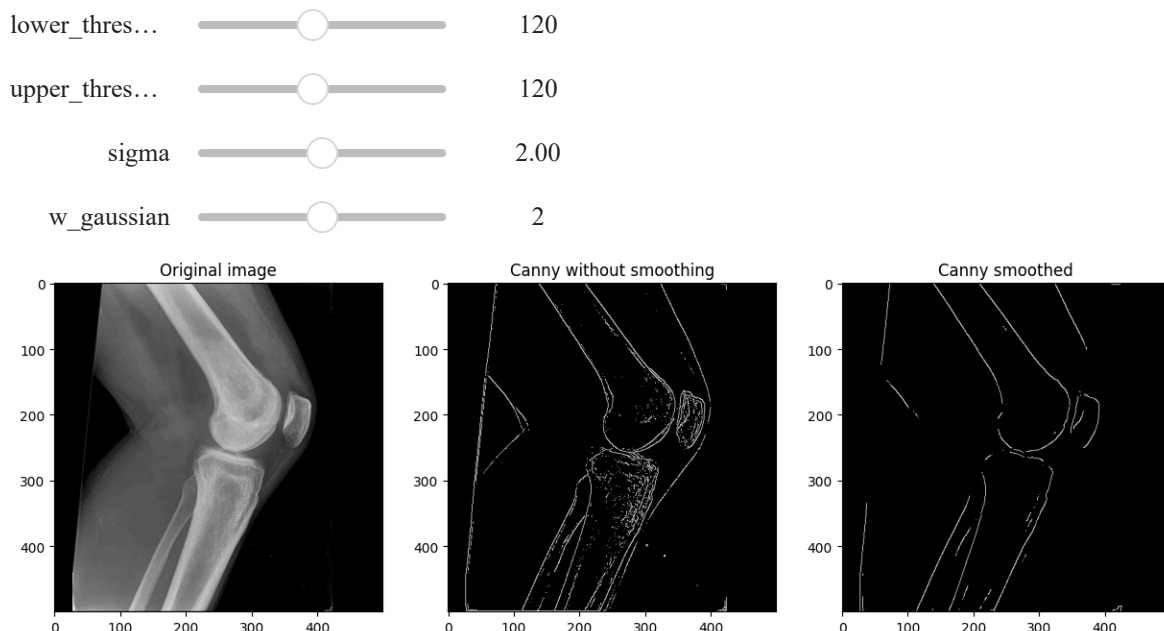 lower_thres… 120
upper_thres… 120
sigma 2.00
w_gaussian 2
Original image Canny without smoothing Canny smoothed
0 0 0
100 100 100
200 200 200
300 300 300
400 400 400
0 100 200 300 400 0 100 200 300 400 0 100 200 300 400